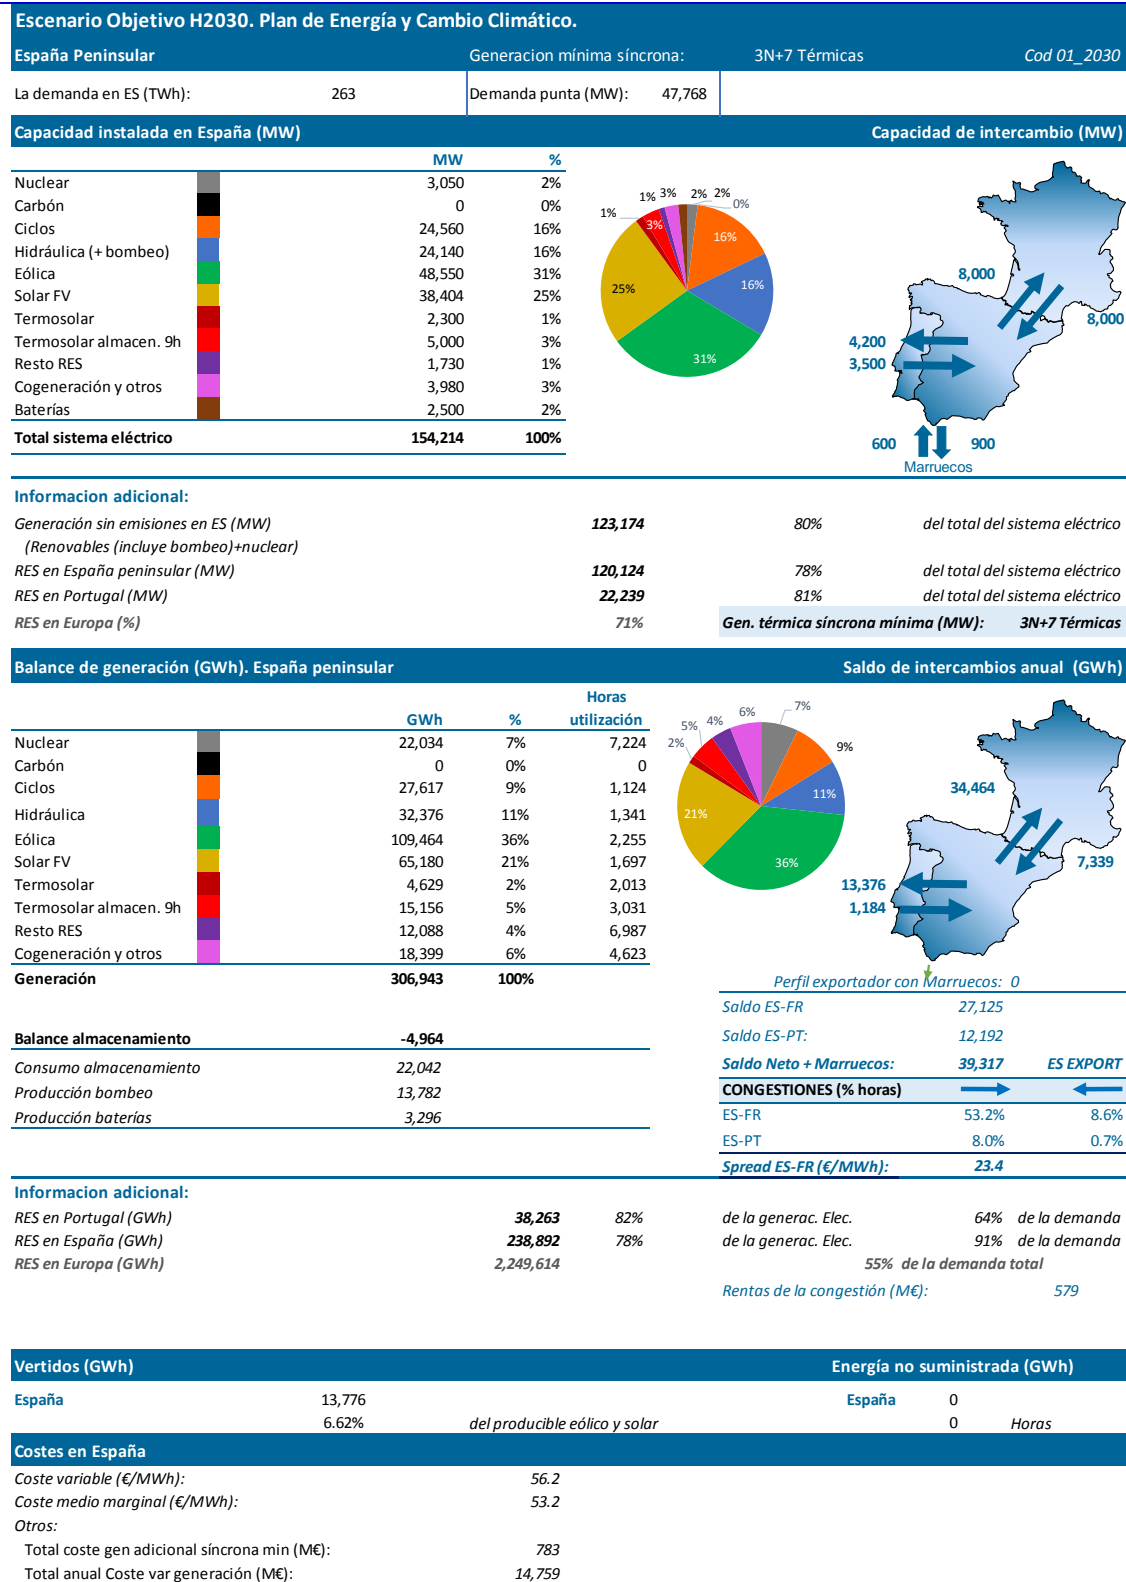 Escenario Objetivo H2030. Plan de Energía y Cambio Climático.
España Peninsular Generacion mínima síncrona: 3N+7 Térmicas Cod 01_2030
La demanda en ES (TWh): 263 Demanda punta (MW): 47,768
Capacidad instalada en España (MW) Capacidad de intercambio (MW)
MW %
Nuclear 3,050 2%
Carbón 0 0%
Ciclos 24,560 16%
Hidráulica (+ bombeo) 24,140 16%
Eólica 48,550 31%
Solar FV 38,404 25%
Termosolar 2,300 1%
Termosolar almacen. 9h 5,000 3%
Resto RES 1,730 1%
Cogeneración y otros 3,980 3%
Baterías 2,500 2%
Total sistema eléctrico 154,214 100%
1% 3% 2% 2%
0%
1%
3%
16%
25%
16%
31%
8,000
8,000
4,200
3,500
600 900
Marruecos
Informacion adicional:
Generación sin emisiones en ES (MW) 123,174 80% del total del sistema eléctrico
(Renovables (incluye bombeo)+nuclear)
RES en España peninsular (MW) 120,124 78% del total del sistema eléctrico
RES en Portugal (MW) 22,239 81% del total del sistema eléctrico
RES en Europa (%) 71% Gen. térmica síncrona mínima (MW): 3N+7 Térmicas
Balance de generación (GWh). España peninsular Saldo de intercambios anual (GWh)
Horas
GWh % utilización
Nuclear 22,034 7% 7,224
Carbón 0 0% 0
Ciclos 27,617 9% 1,124
Hidráulica 32,376 11% 1,341
Eólica 109,464 36% 2,255
Solar FV 65,180 21% 1,697
Termosolar 4,629 2% 2,013
Termosolar almacen. 9h 15,156 5% 3,031
Resto RES 12,088 4% 6,987
Cogeneración y otros 18,399 6% 4,623
Generación 306,943 100%
6% 7%
5% 4%
2%
9%
11%
21%
36%
34,464
7,339
13,376
1,184
Perfil exportador con Marruecos: 0
Saldo ES-FR 27,125
Saldo ES-PT: 12,192
Balance almacenamiento -4,964
Consumo almacenamiento 22,042
Producción bombeo 13,782
Producción baterías 3,296
Saldo Neto + Marruecos: 39,317 ES EXPORT
CONGESTIONES (% horas)
ES-FR 53.2% 8.6%
ES-PT 8.0% 0.7%
Spread ES-FR (€/MWh): 23.4
Informacion adicional:
RES en Portugal (GWh) 38,263 82% de la generac. Elec. 64% de la demanda
RES en España (GWh) 238,892 78% de la generac. Elec. 91% de la demanda
RES en Europa (GWh) 2,249,614 55% de la demanda total
Rentas de la congestión (M€): 579
Vertidos (GWh) Energía no suministrada (GWh)
España 13,776 España 0
6.62% del producible eólico y solar 0 Horas
Costes en España
Coste variable (€/MWh): 56.2
Coste medio marginal (€/MWh): 53.2
Otros:
Total coste gen adicional síncrona min (M€): 783
Total anual Coste var generación (M€): 14,759